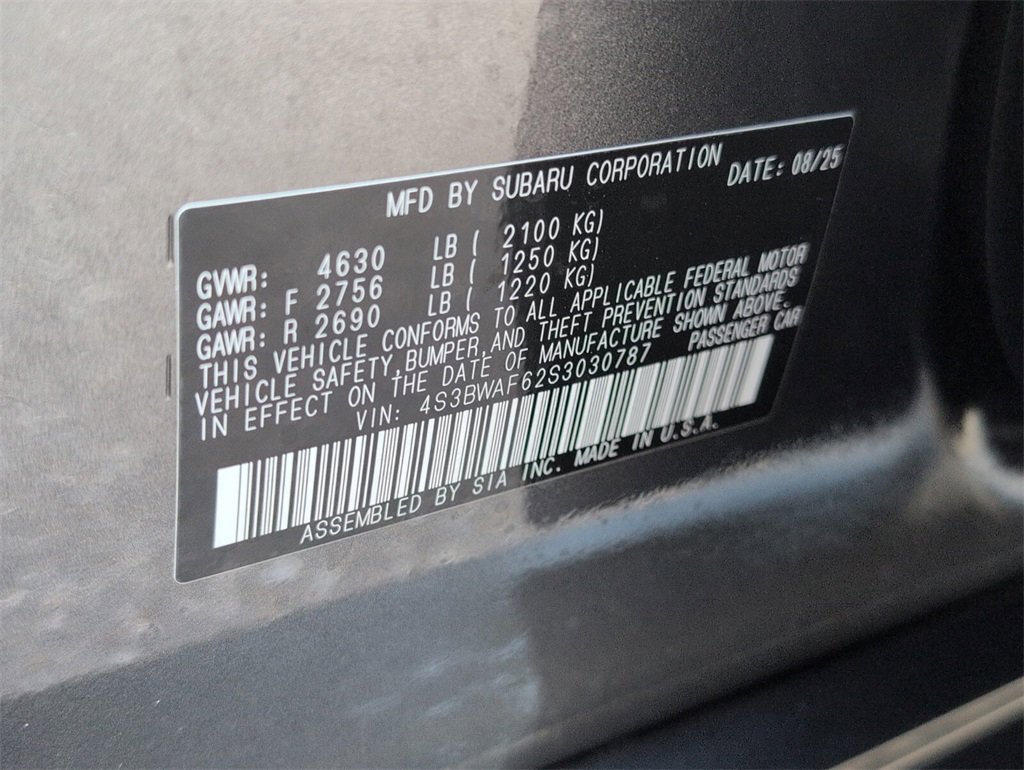 MFD BY SUBARU CORPORATION DATE: 08/25
GVWR: 4630 LB ( 2100 KG)
GAWR: F 2756 LB ( 1250 KG)
GAWR: R 2690 LB ( 1220 KG)
THIS VEHICLE CONFORMS TO ALL APPLICABLE FEDERAL MOTOR
VEHICLE SAFETY,BUMPER,AND THEFT PREVENTION STANDARDS
IN EFFECT ON THE DATE OF MANUFACTURE SHOWN ABOVE.
VIN: 4S3BWAF62S3030787 PASSENGER CAR
ASSEMBLED BY SIA INC. MADE IN U.S.A.